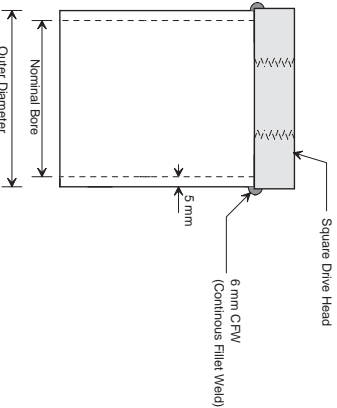 Square Drive Head
6 mm CFW
(Continous Fillet Weld)
5 mm
Nominal Bore
Outer Diameter